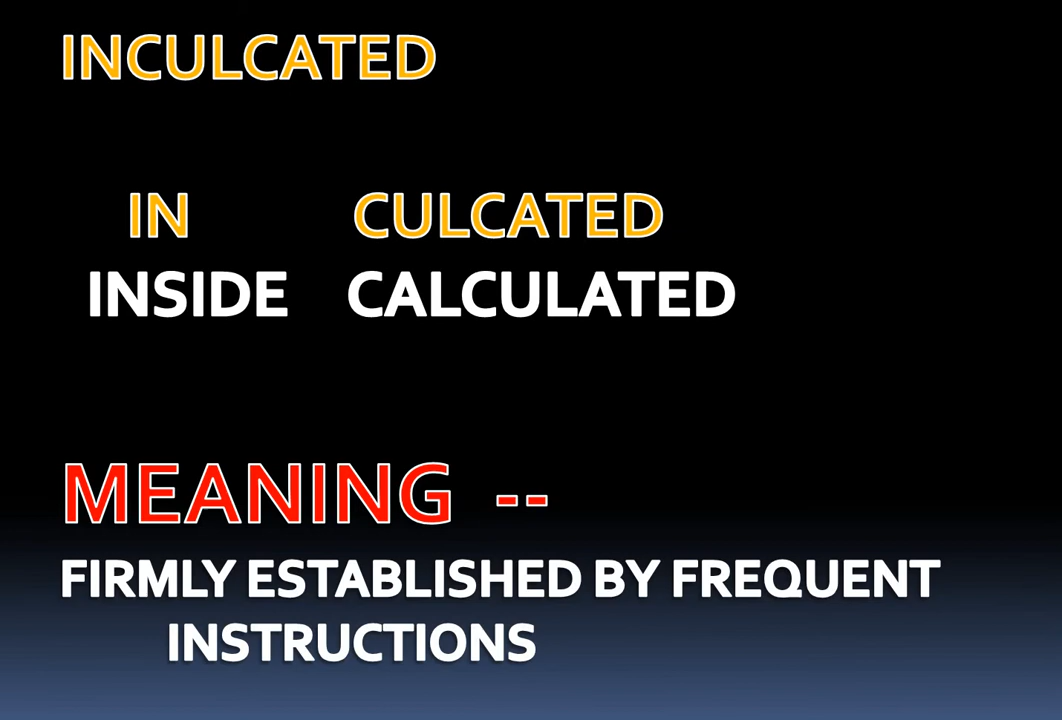 INCULCATED
IN CULCATED
INSIDE CALCULATED
MEANING --
FIRMLY ESTABLISHED BY FREQUENT
INSTRUCTIONS